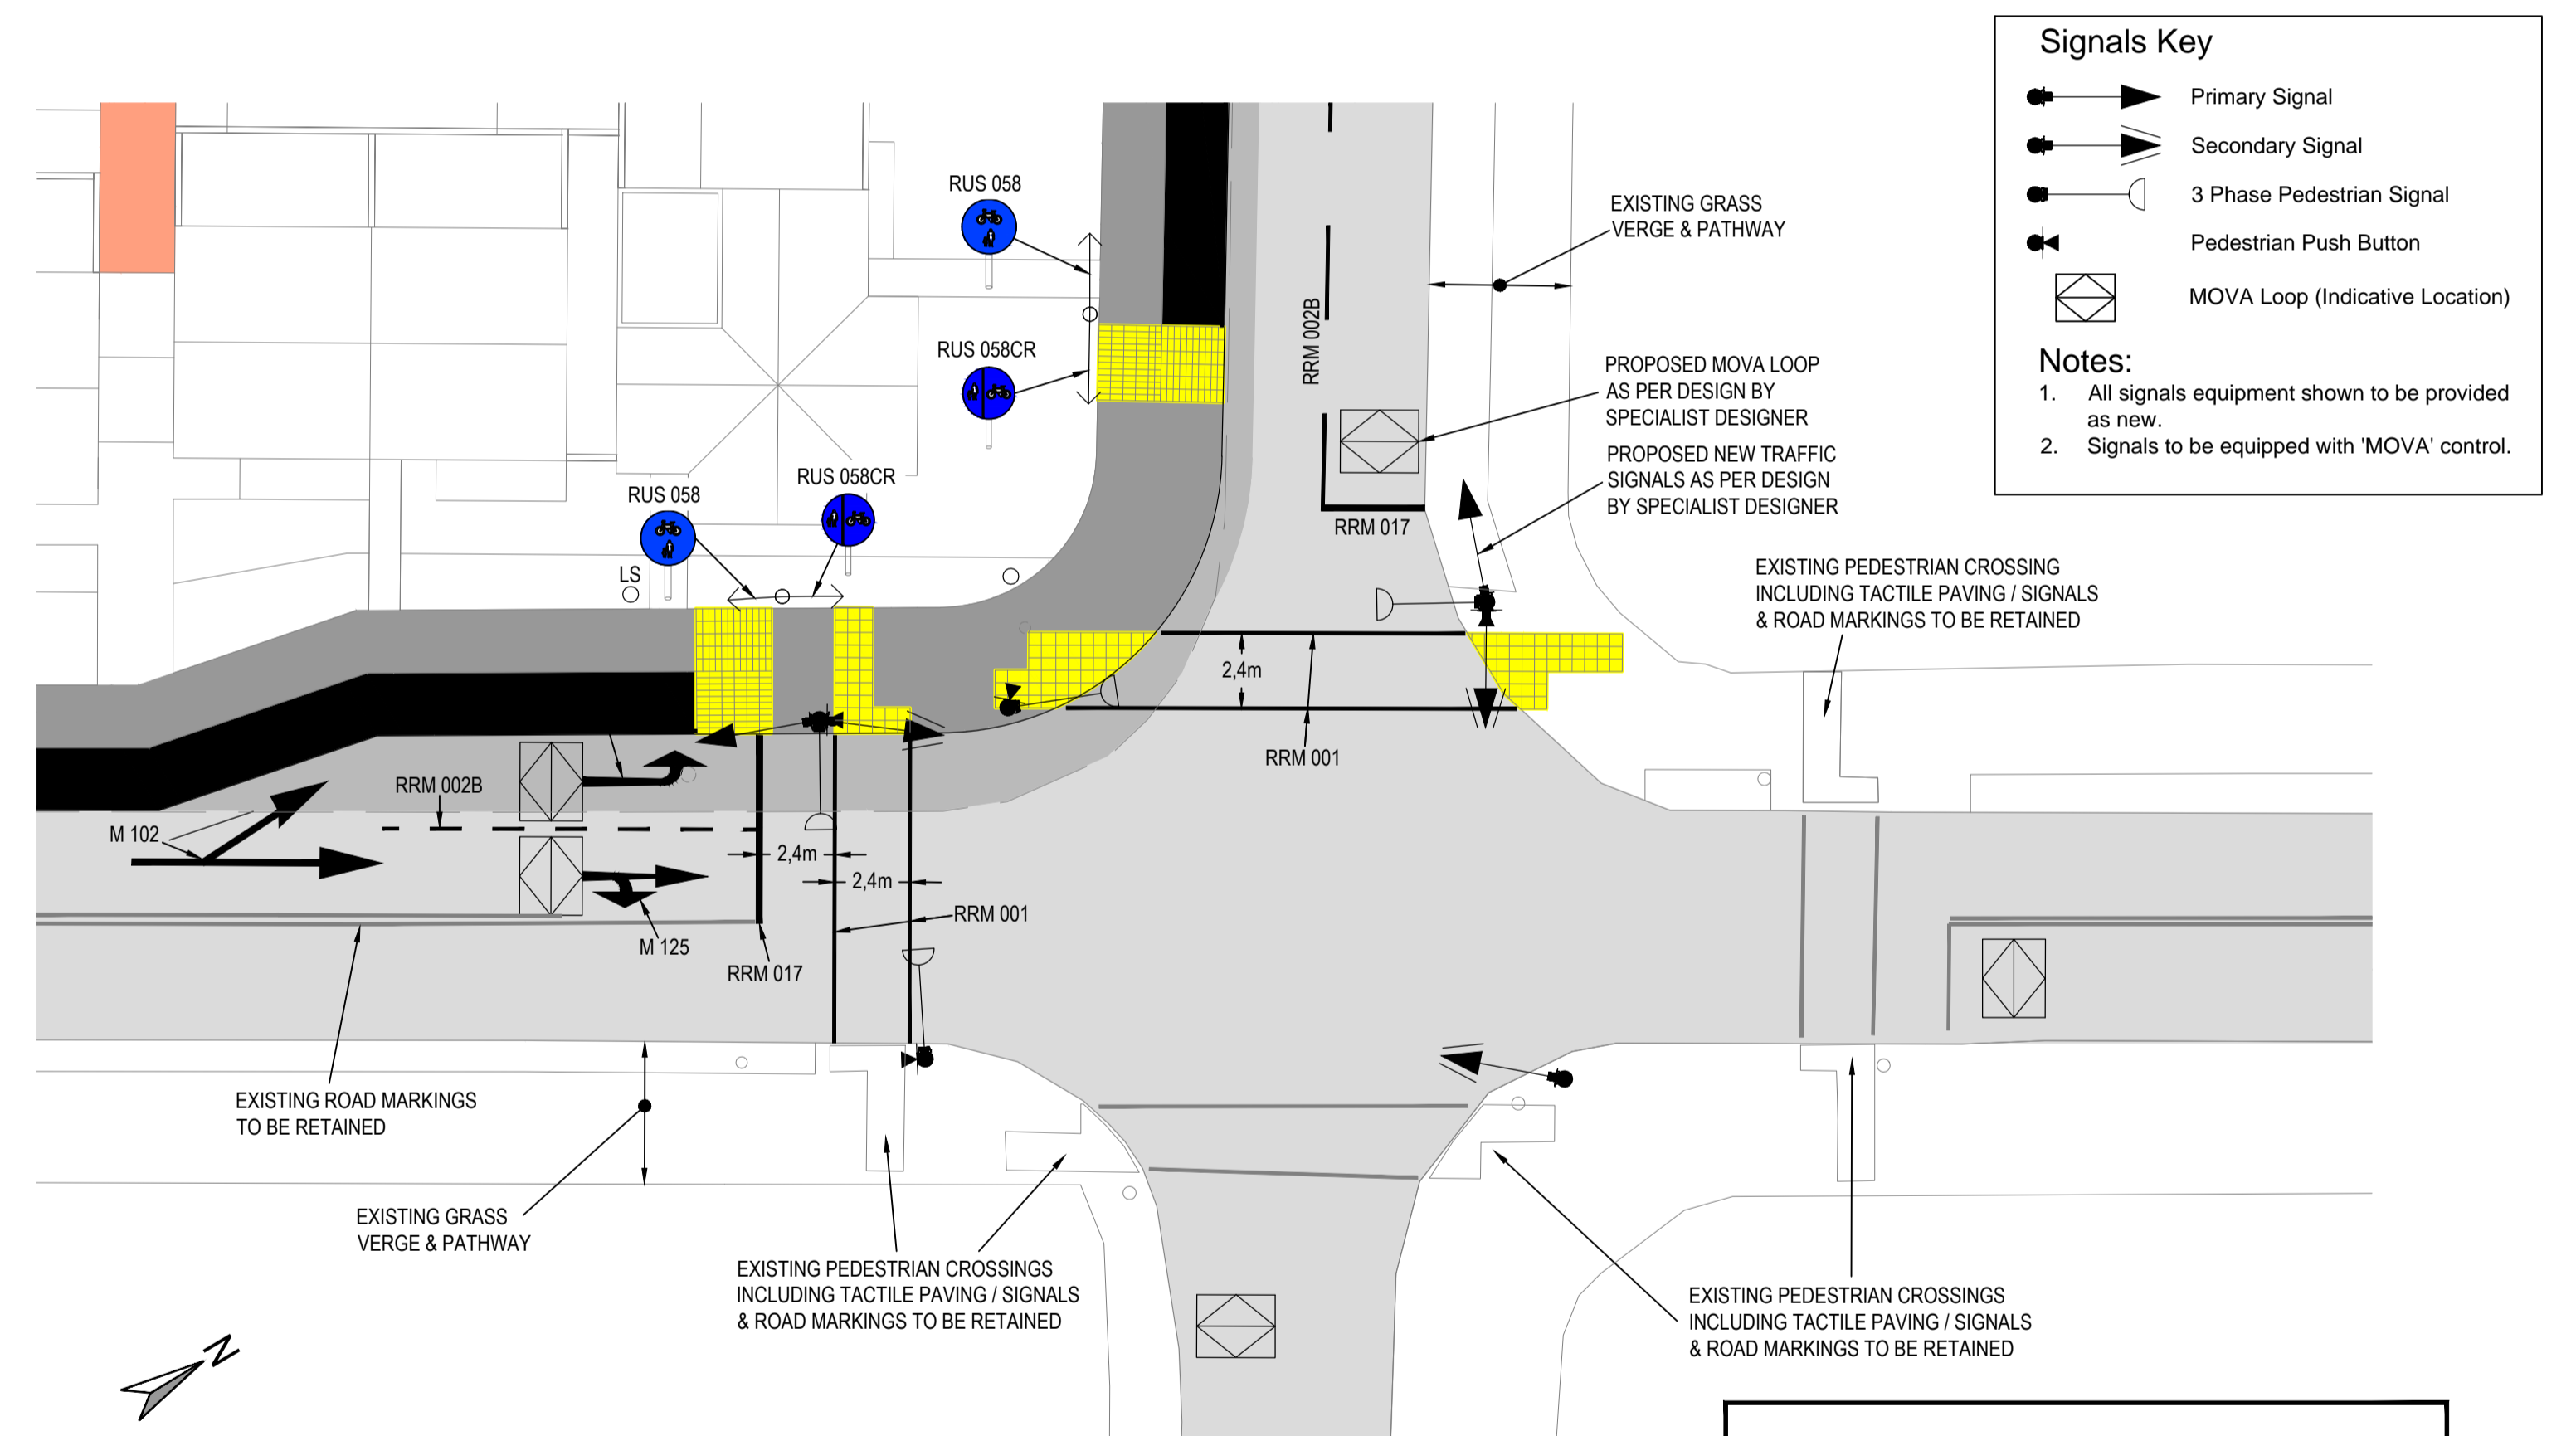 Signals Key
Primary Signal
Secondary Signal
3 Phase Pedestrian Signal
Pedestrian Push Button
MOVA Loop (Indicative Location)
Notes:
1. All signals equipment shown to be provided
as new.
2. Signals to be equipped with 'MOVA' control.
RUS 058
EXISTING GRASS
VERGE & PATHWAY
RRM 002B
RUS 058CR
PROPOSED MOVA LOOP
AS PER DESIGN BY
SPECIALIST DESIGNER
PROPOSED NEW TRAFFIC
SIGNALS AS PER DESIGN
BY SPECIALIST DESIGNER
RUS 058CR
RUS 058
RRM 017
LS
EXISTING PEDESTRIAN CROSSING
INCLUDING TACTILE PAVING / SIGNALS
& ROAD MARKINGS TO BE RETAINED
2,4m
RRM 001
RRM 002B
M 102
2,4m
2,4m
RRM 001
M 125
RRM 017
EXISTING ROAD MARKINGS
TO BE RETAINED
EXISTING GRASS
VERGE & PATHWAY
EXISTING PEDESTRIAN CROSSINGS
INCLUDING TACTILE PAVING / SIGNALS
& ROAD MARKINGS TO BE RETAINED
EXISTING PEDESTRIAN CROSSINGS
INCLUDING TACTILE PAVING / SIGNALS
& ROAD MARKINGS TO BE RETAINED
N